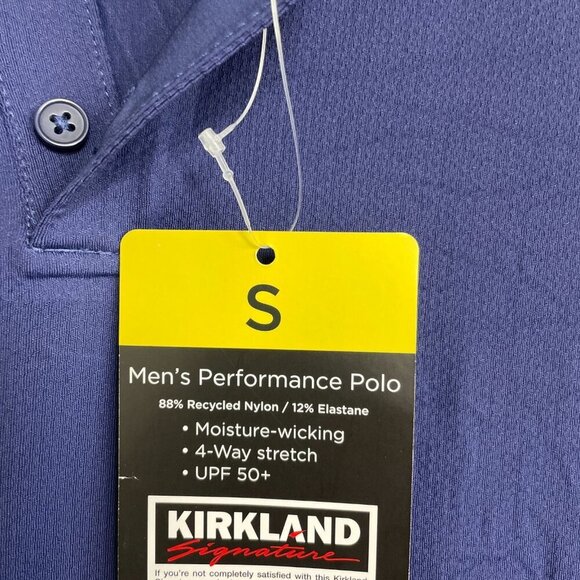 S
Men's Performance Polo
88% Recycled Nylon / 12% Elastane
• Moisture-wicking
• 4-Way stretch
• UPF 50+
KIRKLAND
Signature
If you're not completely satisfied with this Kirkland